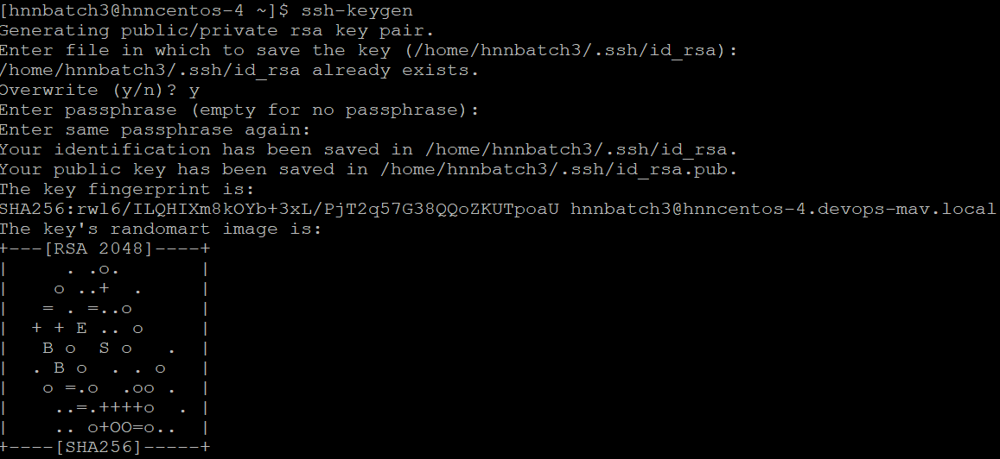 [hnnbatch3@hnncentos-4 ~]$ ssh-keygen
Generating public/private rsa key pair.
Enter file in which to save the key (/home/hnnbatch3/.ssh/id_rsa):
/home/hnnbatch3/.ssh/id_rsa already exists.
Overwrite (y/n)? y
Enter passphrase (empty for no passphrase):
Enter same passphrase again:
Your identification has been saved in /home/hnnbatch3/.ssh/id_rsa.
Your public key has been saved in /home/hnnbatch3/.ssh/id_rsa.pub.
The key fingerprint is:
SHA256:rwl6/ILQHIXm8kOYb+3xL/PjT2q57G38QQoZKUTpoaU hnnbatch3@hnncentos-4.devops-mav.local
The key's randomart image is:
+---[RSA 2048]----+
|     . .o.       |
|    o ..+  .     |
|   = . =..o      |
|  + + E .. o     |
|   B o  S o   .  |
|  . B o  . . o   |
|   o =.o  .oo .  |
|    ..=.++++o  . |
|    .. o+OO=o..  |
+----[SHA256]-----+